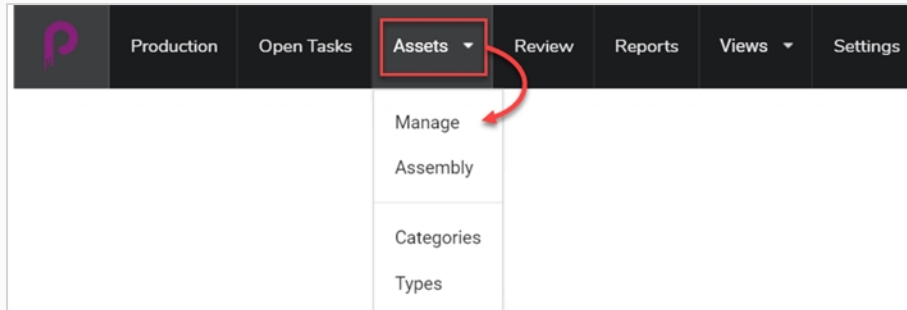 Production Open Tasks Assets Review Reports Views Settings
Manage
Assembly
Categories
Types